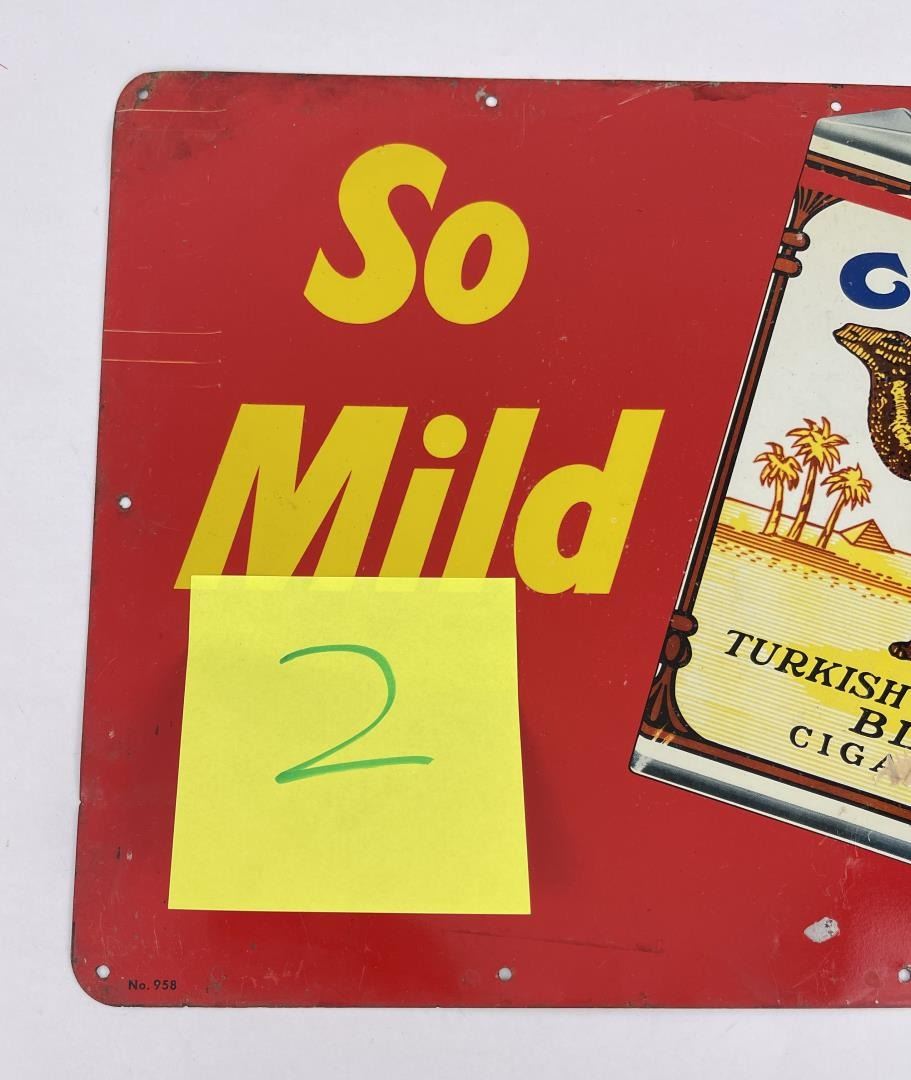 So
Mild
2
C
TURKISH
BL
CIGA
No. 958